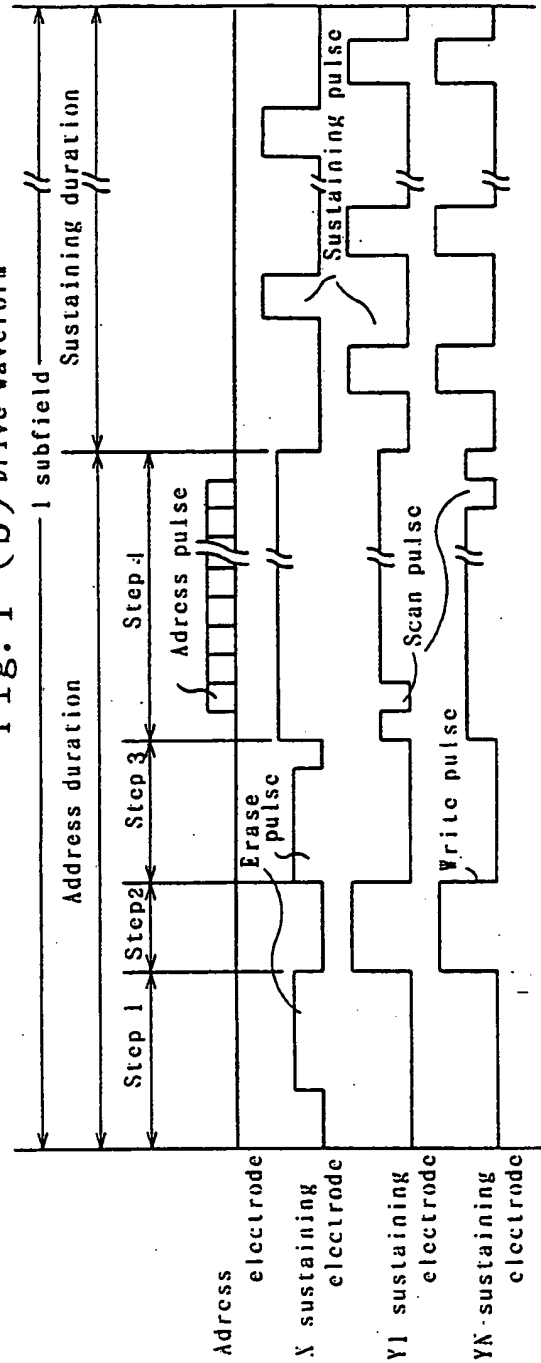 Fig. 1 (B) Drive waveform
1 subfield
Address duration
Sustaining duration
Step 1
Step2
Step 3
Step 4
Adress pulse
Erase
pulse
Write pulse
Scan pulse
Sustaining pulse
Adress
electrode
X sustaining
electrode
Y1 sustaining
electrode
YN-sustaining
electrode